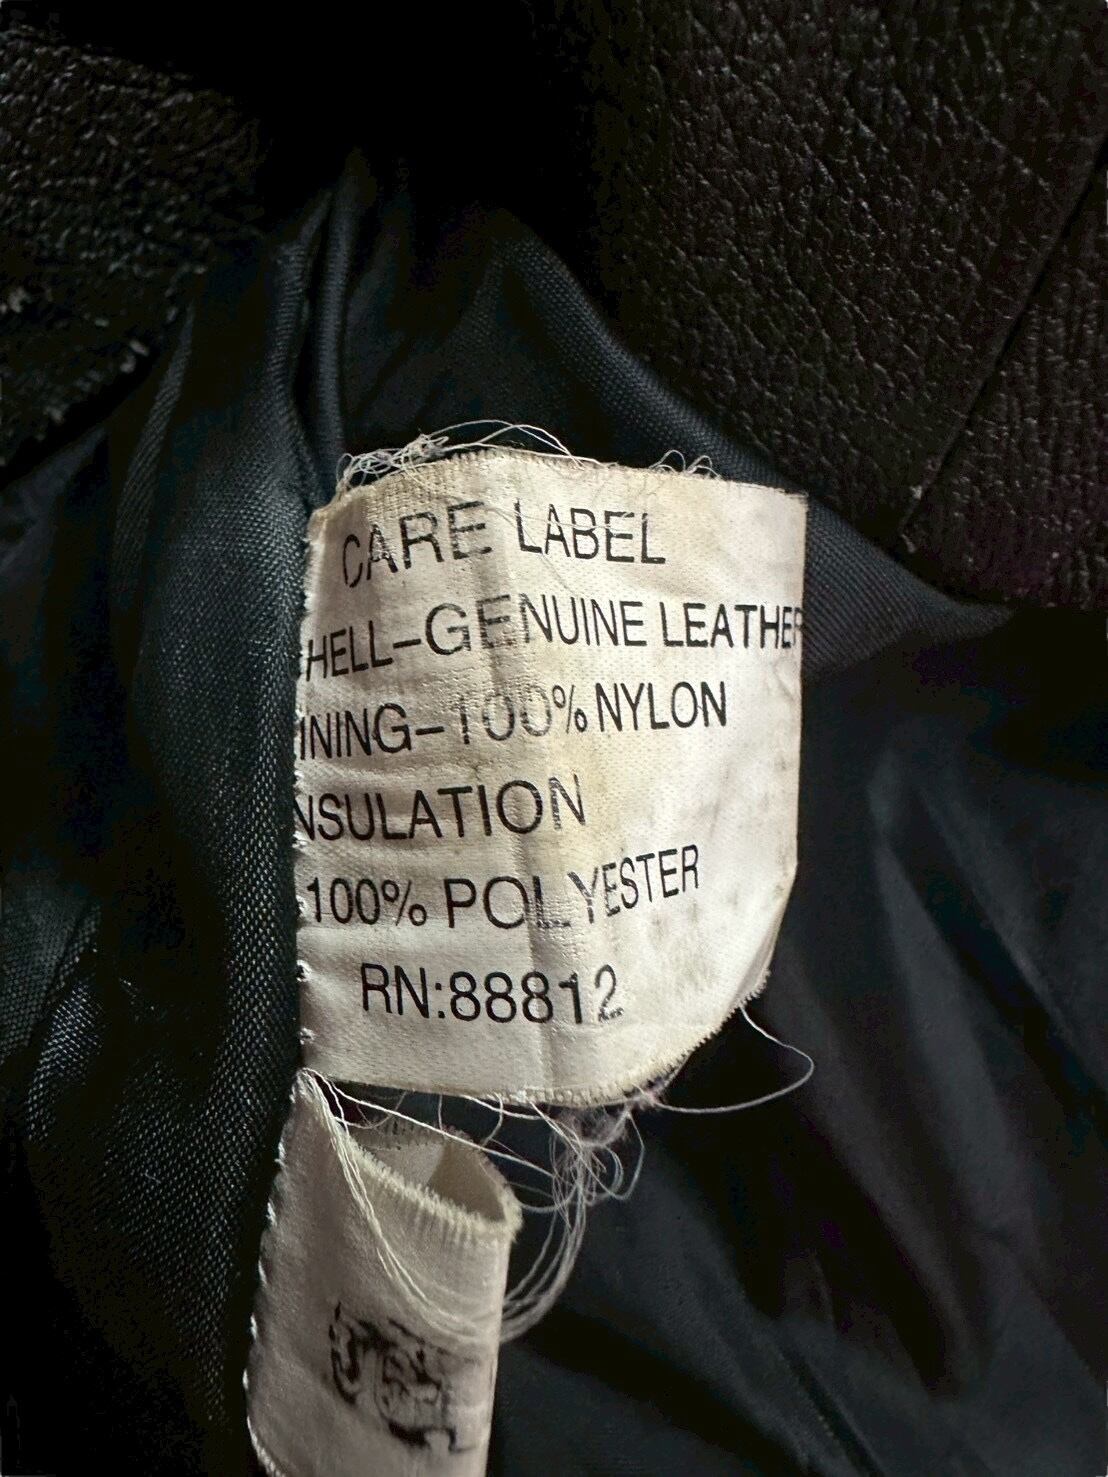 CARE LABEL
HELL-GENUINE LEATHER
INING-100% NYLON
NSULATION
100% POLYESTER
RN:88812